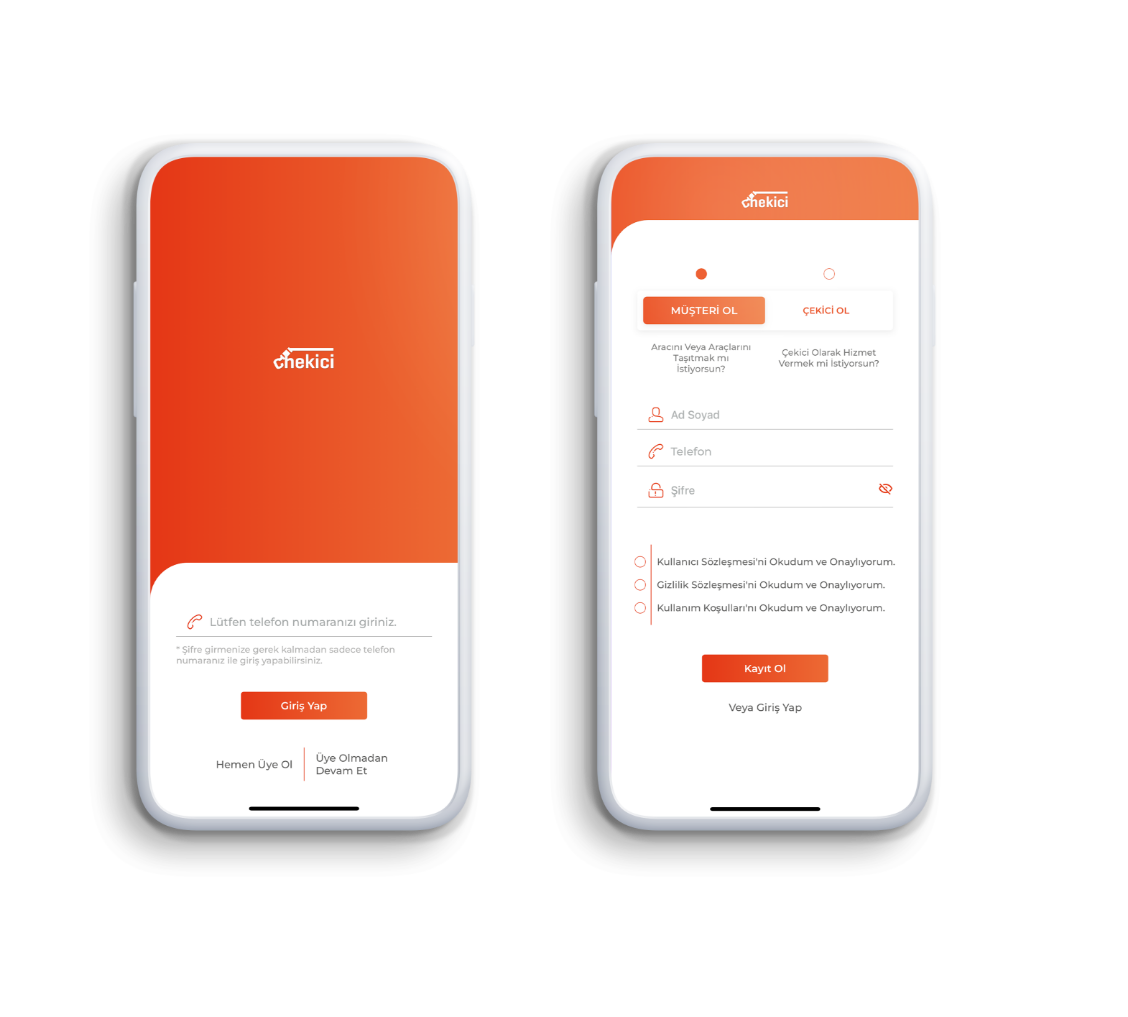 chekici
Lütfen telefon numaranızı giriniz.
* Şifre girmenize gerek kalmadan sadece telefon
numaranız ile giriş yapabilirsiniz.
Giriş Yap
Hemen Üye Ol
Üye Olmadan
Devam Et
chekici
MÜŞTERİ OL
ÇEKİCİ OL
Aracını Veya Araçlarını
Taşıtmak mı
İstiyorsun?
Çekici Olarak Hizmet
Vermek mi İstiyorsun?
Ad Soyad
Telefon
Şifre
Kullanıcı Sözleşmesi'ni Okudum ve Onaylıyorum.
Gizlilik Sözleşmesi'ni Okudum ve Onaylıyorum.
Kullanım Koşulları'nı Okudum ve Onaylıyorum.
Kayıt Ol
Veya Giriş Yap